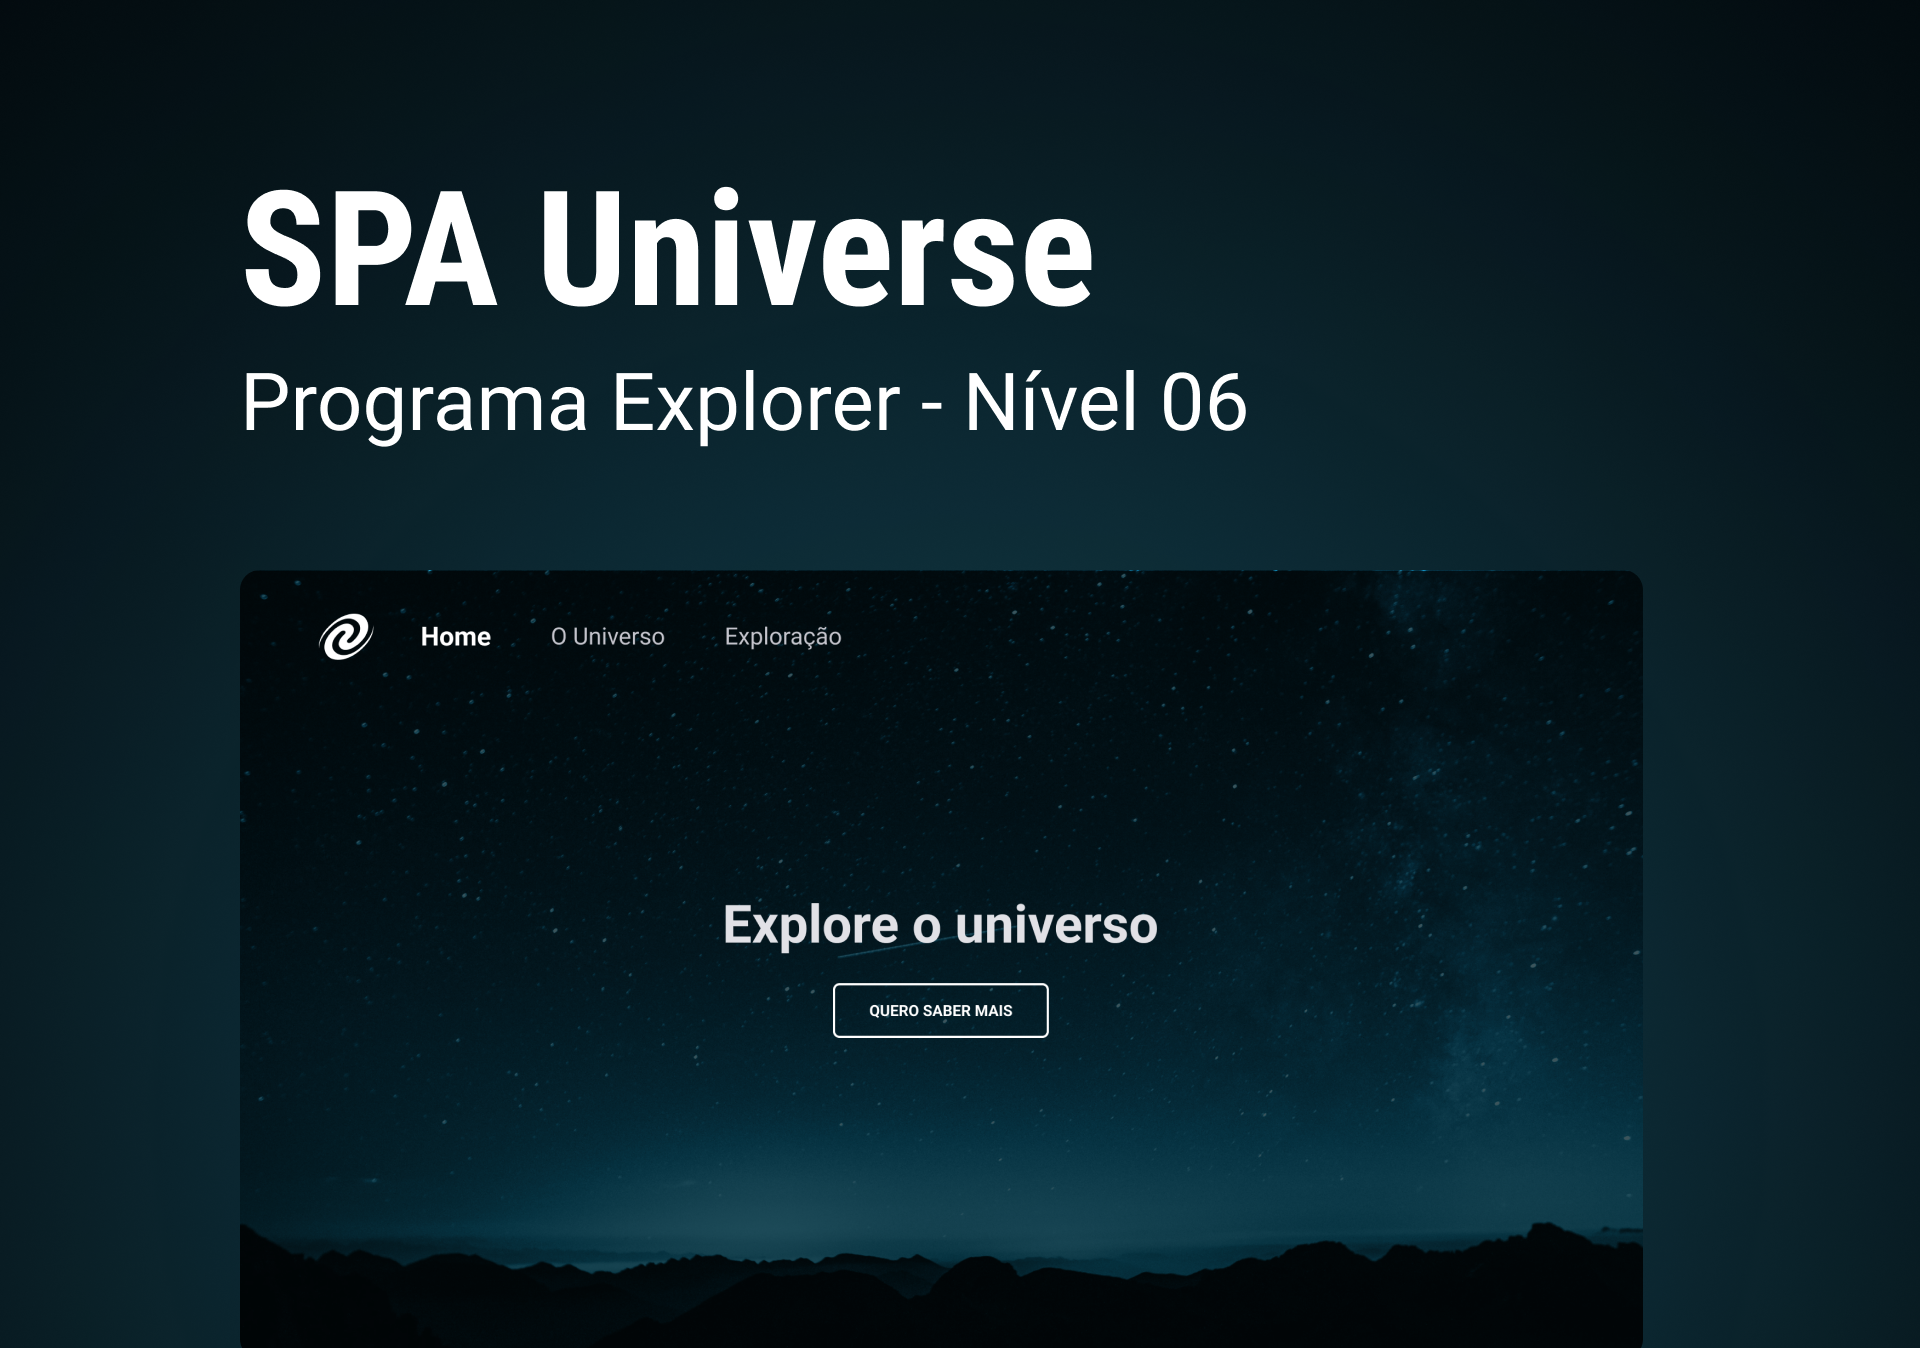 SPA Universe
Programa Explorer - Nível 06
Home O Universo Exploração
Explore o universo
QUERO SABER MAIS